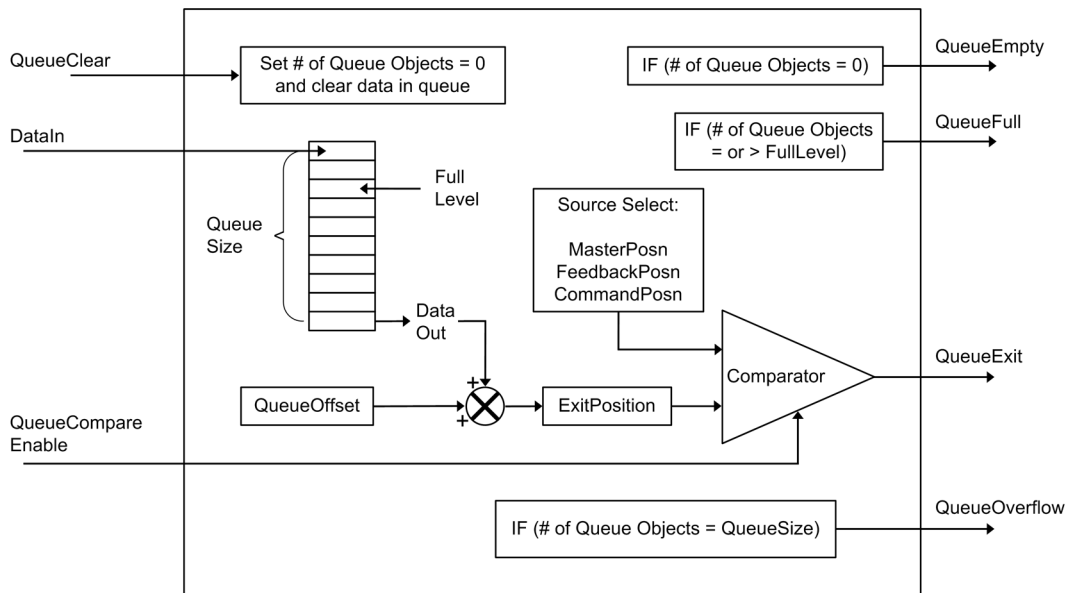 QueueClear
Set # of Queue Objects = 0
and clear data in queue
IF (# of Queue Objects = 0)
QueueEmpty
DataIn
IF (# of Queue Objects
= or > FullLevel)
QueueFull
Full
Level
Queue
Size
Source Select:
MasterPosn
FeedbackPosn
CommandPosn
Data
Out
Comparator
QueueExit
QueueOffset
+
+
ExitPosition
QueueCompare
Enable
IF (# of Queue Objects = QueueSize)
QueueOverflow